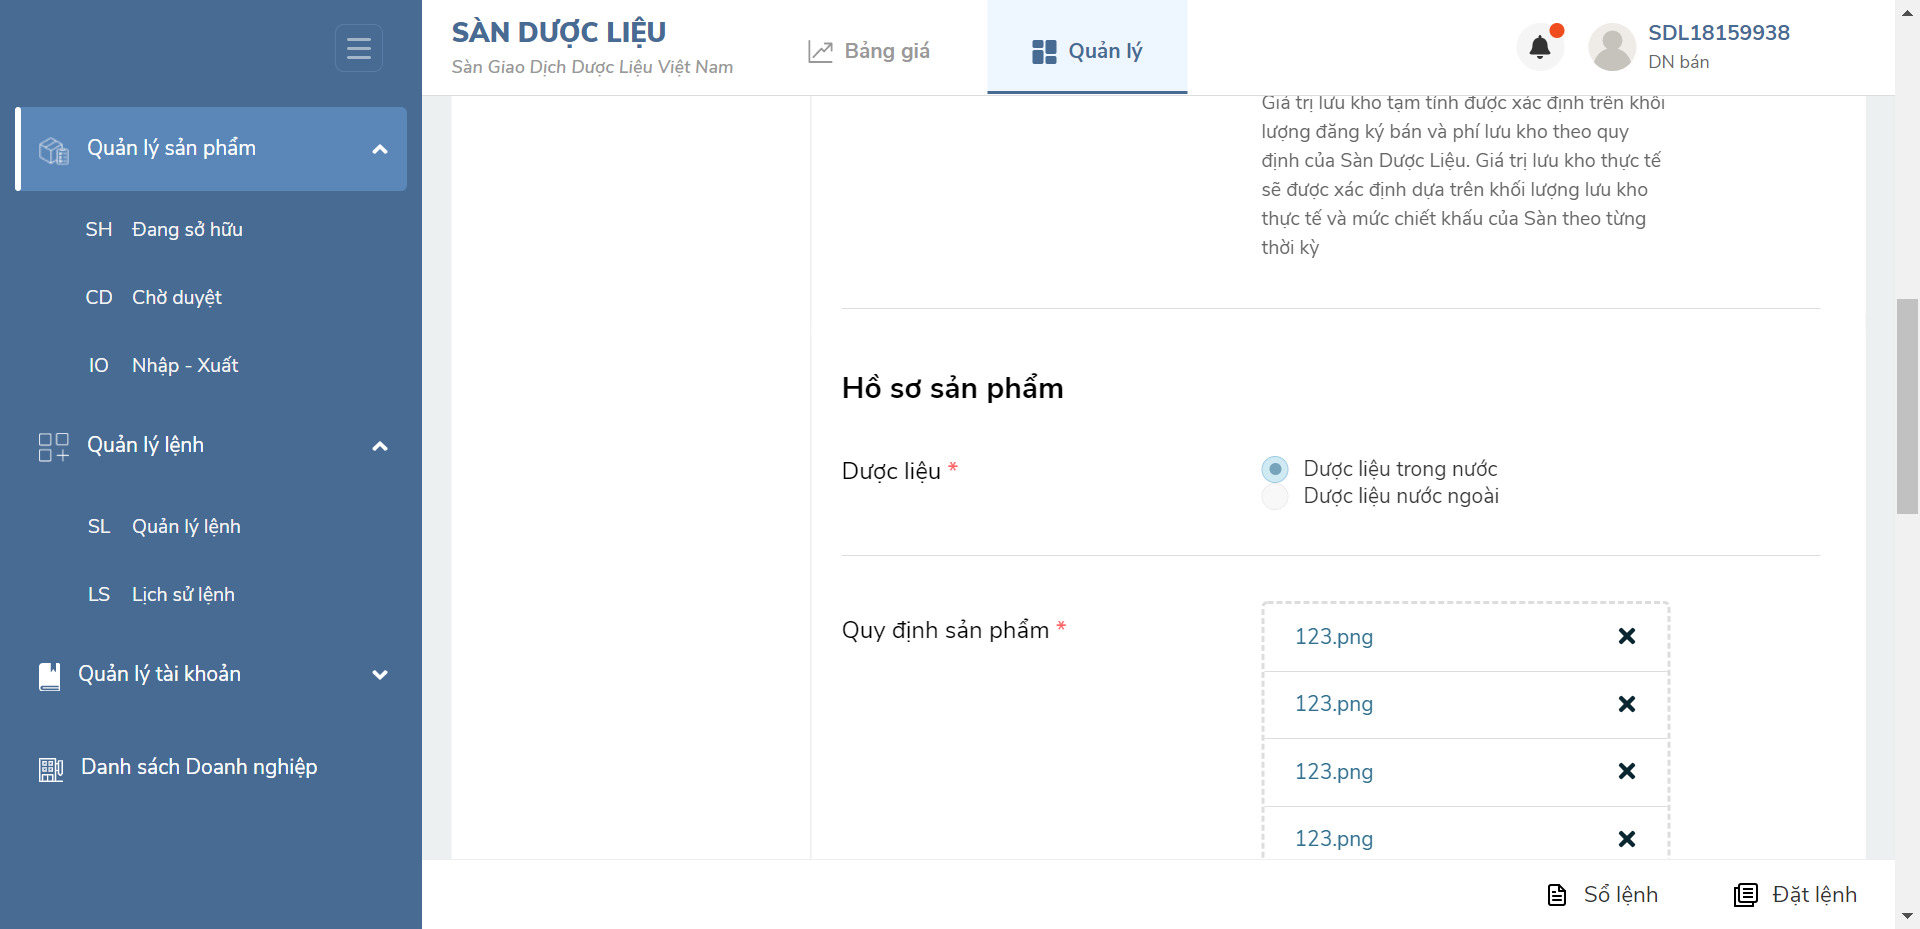 SÀN DƯỢC LIỆU
Sàn Giao Dịch Dược Liệu Việt Nam
Bảng giá
Quản lý
SDL18159938
DN bán
Quản lý sản phẩm
SH Đang sở hữu
CD Chờ duyệt
IO Nhập - Xuất
Quản lý lệnh
SL Quản lý lệnh
LS Lịch sử lệnh
Quản lý tài khoản
Danh sách Doanh nghiệp
Giá trị lưu kho tạm tính được xác định trên khối
lượng đăng ký bán và phí lưu kho theo quy
định của Sàn Dược Liệu. Giá trị lưu kho thực tế
sẽ được xác định dựa trên khối lượng lưu kho
thực tế và mức chiết khấu của Sàn theo từng
thời kỳ
Hồ sơ sản phẩm
Dược liệu *
Dược liệu trong nước
Dược liệu nước ngoài
Quy định sản phẩm *
123.png
123.png
123.png
123.png
Sổ lệnh
Đặt lệnh